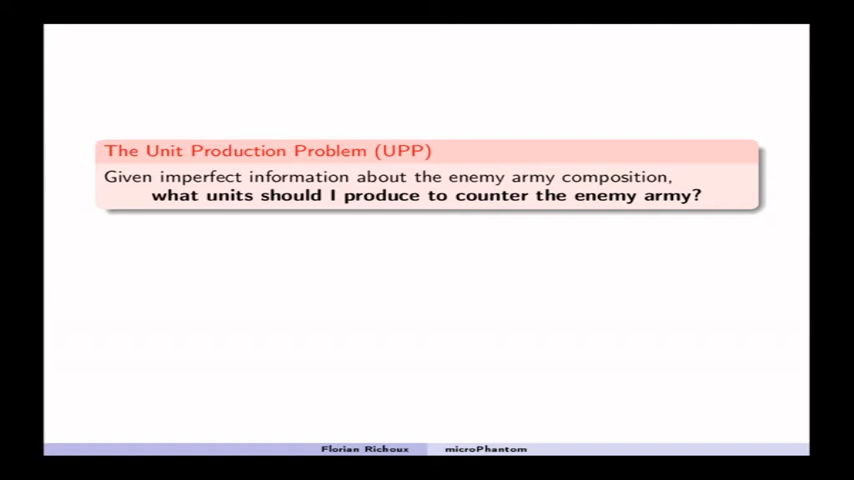 The Unit Production Problem (UPP)
Given imperfect information about the enemy army composition,
what units should I produce to counter the enemy army?
Florian Richoux microPhantom